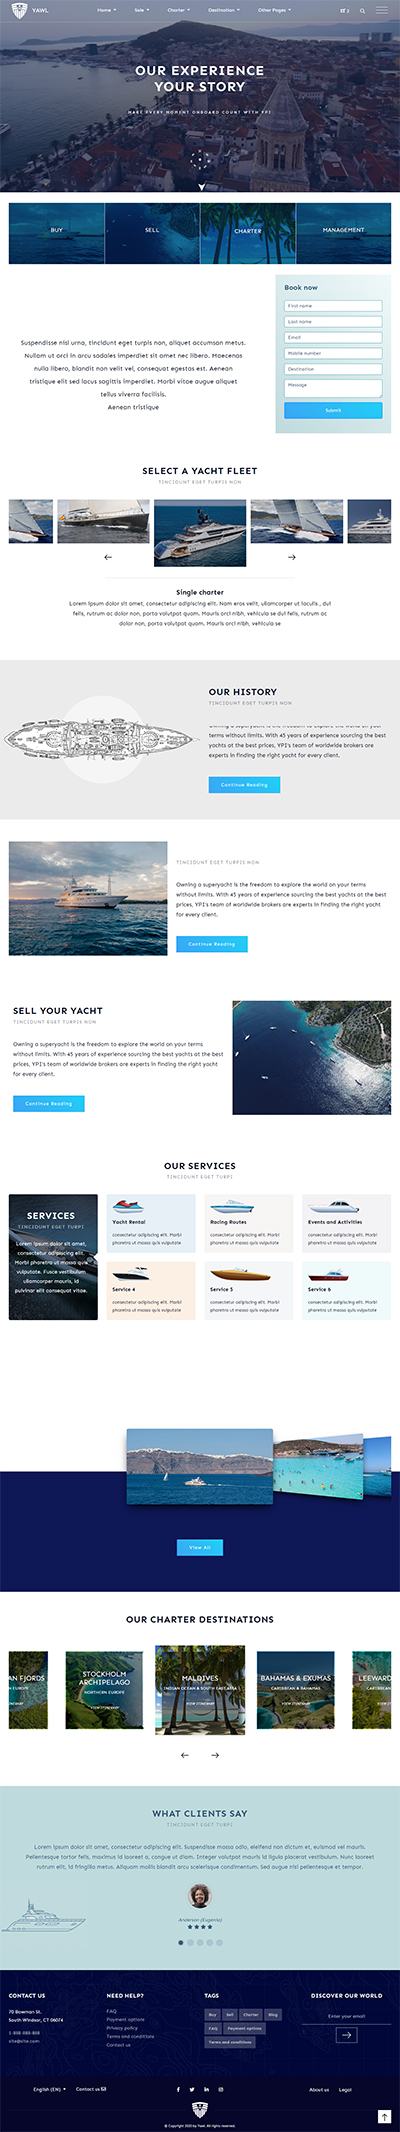 YAWL
Home Sale Charter Destination Other Pages
OUR EXPERIENCE
YOUR STORY
MAKE EVERY MOMENT ONBOARD COUNT WITH YPI
BUY SELL CHARTER MANAGEMENT
Suspendisse nisl urna, tincidunt eget turpis non, aliquet accumsan metus.
Nullam ut orci in arcu sodales imperdiet sit amet nec libero. Maecenas
nulla libero, blandit non velit vel, consequat egestas est. Aenean
tristique elit sed lacus sagittis imperdiet. Morbi vitae augue aliquet
tellus viverra facilisis.
Aenean tristique
Book now
First name
Last name
Email
Mobile number
Destination
Message
Submit
SELECT A YACHT FLEET
TINCIDUNT EGET TURPIS NON
Single charter
Lorem ipsum dolor sit amet, consectetur adipiscing elit. Nam eros velit, ullamcorper ut iaculis , dui
felis, rutrum ac dolor non, porta volutpat quam. Mauris orci nibh, vehicula se dui felis, rutrum ac
dolor non, porta volutpat quam. Mauris orci nibh, vehicula se
OUR HISTORY
TINCIDUNT EGET TURPIS NON
Owning a superyacht is the freedom to explore the world on your
terms without limits. With 45 years of experience sourcing the best
yachts at the best prices, YPI's team of worldwide brokers are
experts in finding the right yacht for every client.
Continue Reading
TINCIDUNT EGET TURPIS NON
Owning a superyacht is the freedom to explore the world on your terms
without limits. With 45 years of experience sourcing the best yachts at the
best prices, YPI's team of worldwide brokers are experts in finding the right yacht
for every client.
Continue Reading
SELL YOUR YACHT
TINCIDUNT EGET TURPIS NON
Owning a superyacht is the freedom to explore the world on your terms
without limits. With 45 years of experience sourcing the best yachts at the best
prices, YPI's team of worldwide brokers are experts in finding the right yacht
for every client.
Continue Reading
OUR SERVICES
TINCIDUNT EGET TURPI
SERVICES
TINCIDUNT EGET TURPI
Lorem ipsum dolor sit amet,
consectetur adipiscing elit.
Morbi pharetra ut massa quis
vulputate. Fusce vestibulum
ullamcorper mauris, id
pulvinar elit consequat vitae.
Yacht Rental
consectetur adipiscing elit. Morbi
pharetra ut massa quis vulputate
Racing Routes
consectetur adipiscing elit. Morbi
pharetra ut massa quis vulputate
Events and Activities
consectetur adipiscing elit. Morbi
pharetra ut massa quis vulputate
Service 4
consectetur adipiscing elit. Morbi
pharetra ut massa quis vulputate
Service 5
consectetur adipiscing elit. Morbi
pharetra ut massa quis vulputate
Service 6
consectetur adipiscing elit. Morbi
pharetra ut massa quis vulputate
View All
OUR CHARTER DESTINATIONS
AN FJORDS
N EUROPE
STOCKHOLM
ARCHIPELAGO
NORTHERN EUROPE
VIEW ITINERARY
MALDIVES
INDIAN OCEAN & SOUTH EAST ASIA
VIEW ITINERARY
BAHAMAS & EXUMAS
CARIBBEAN & BAHAMAS
VIEW ITINERARY
LEEWARD
CARIBBEAN
WHAT CLIENTS SAY
TINCIDUNT EGET TURPI
Lorem ipsum dolor sit amet, consectetur adipiscing elit. Suspendisse massa odio, eleifend non dictum et, euismod vel mauris.
Pellentesque tortor felis, maximus id laoreet a, congue ut diam. Integer volutpat mauris id ligula placerat vestibulum. Nunc laoreet
rutrum elit, id fringilla metus. Aliquam mollis blandit arcu scelerisque condimentum. Sed augue nisl pellentesque et tempor.
Anderson (Eugenia)
CONTACT US
70 Bowman St.
South Windsor, CT 06074
1-888-888-888
site@site.com
NEED HELP?
FAQ
Payment options
Privacy policy
Terms and conditions
Contact us
TAGS
Buy Sell Charter Blog
FAQ Payment options
Terms and conditions
DISCOVER OUR WORLD
Enter your email
English (EN) Contact us
About us Legal
© Copyright 2020 by Yawl. All rights reserved.